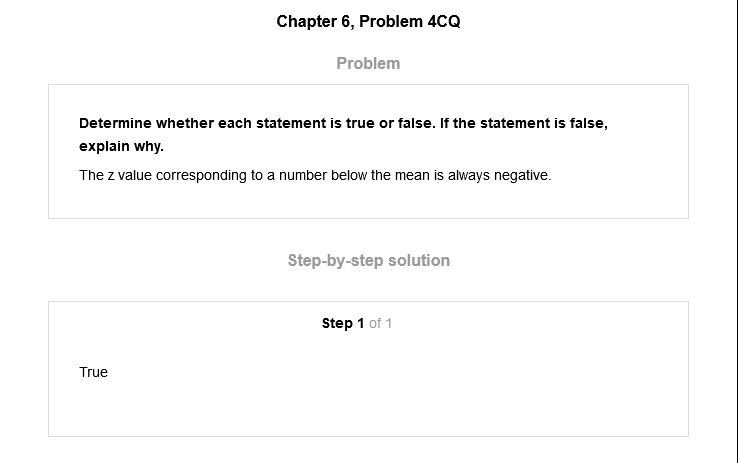 Chapter 6, Problem 4CQ
Problem
Determine whether each statement is true or false. If the statement is false,
explain why.
The z value corresponding to a number below the mean is always negative.
Step-by-step solution
Step 1 of 1
True